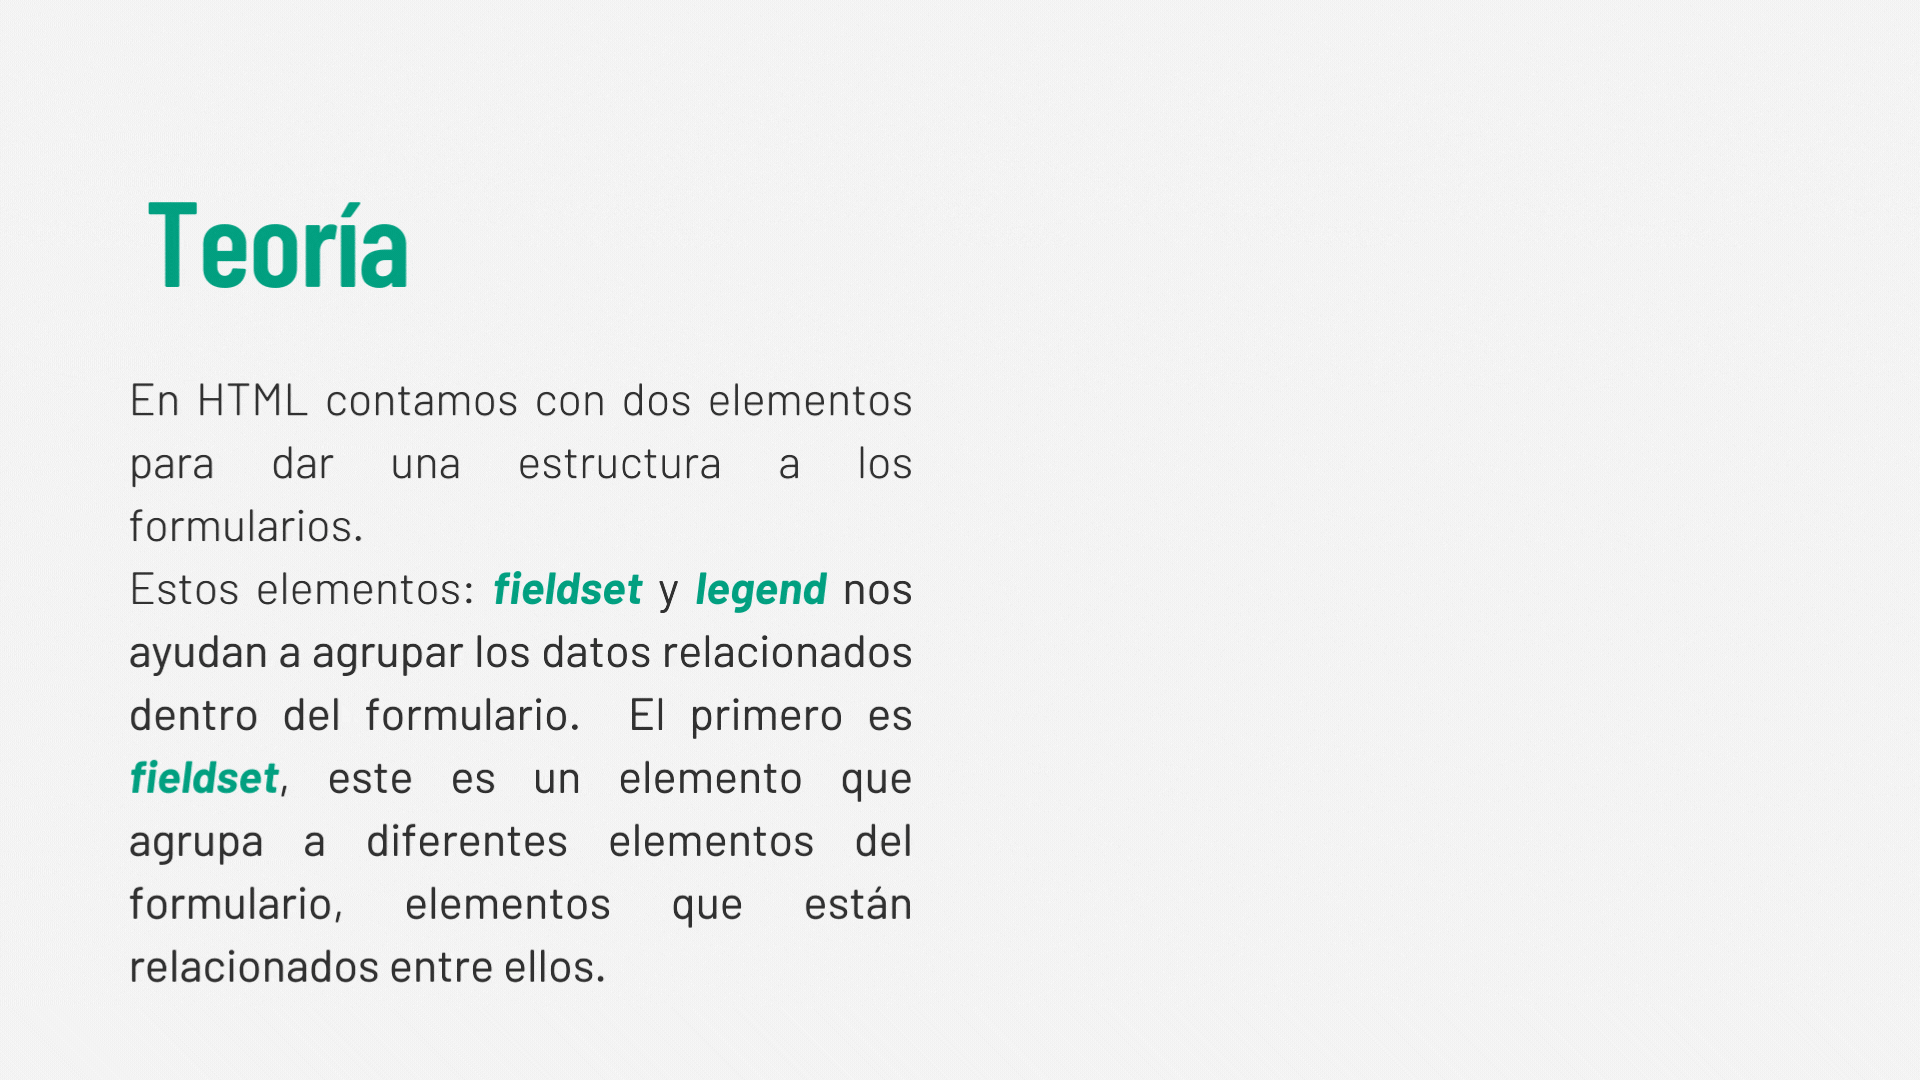 Teoría
En HTML contamos con dos elementos
para dar una estructura a los
formularios.
Estos elementos: fieldset y legend nos
ayudan a agrupar los datos relacionados
dentro del formulario. El primero es
fieldset, este es un elemento que
agrupa a diferentes elementos del
formulario, elementos que están
relacionados entre ellos.